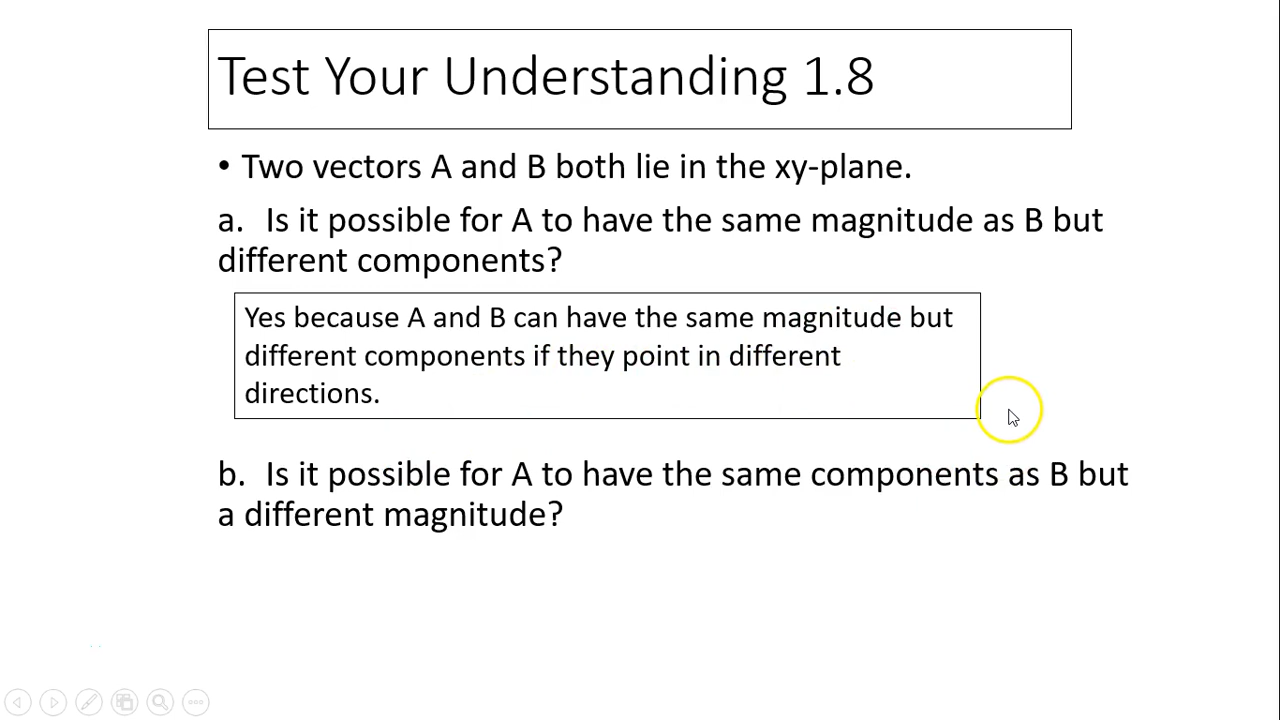 Test Your Understanding 1.8
• Two vectors A and B both lie in the xy-plane.
a. Is it possible for A to have the same magnitude as B but
different components?
Yes because A and B can have the same magnitude but
different components if they point in different
directions.
b. Is it possible for A to have the same components as B but
a different magnitude?